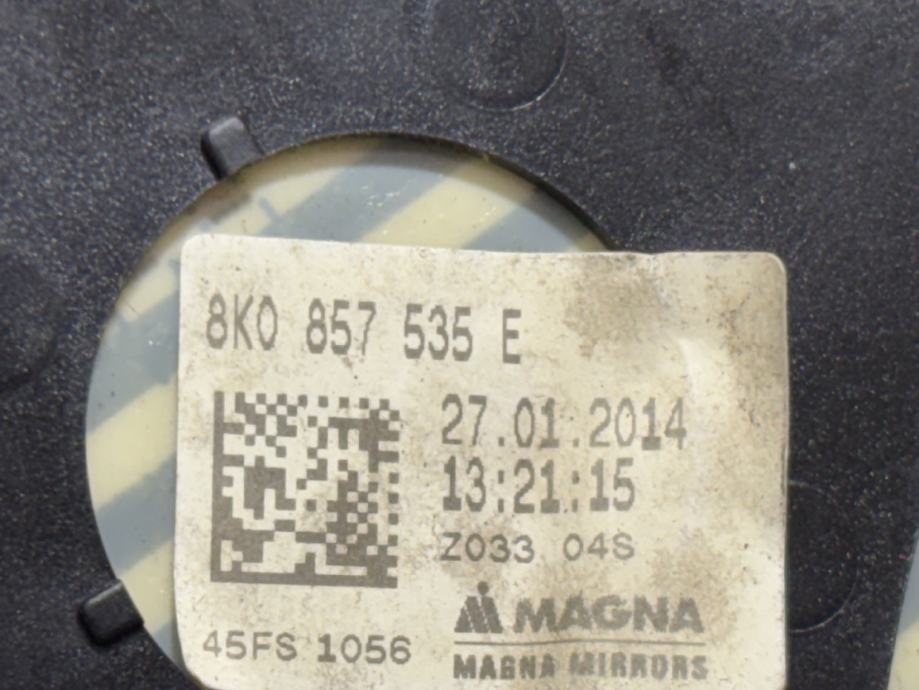 8K0 857 535 E
27.01.2014
13:21:15
Z033 04S
MAGNA
45FS 1056
MAGNA MIRRORS